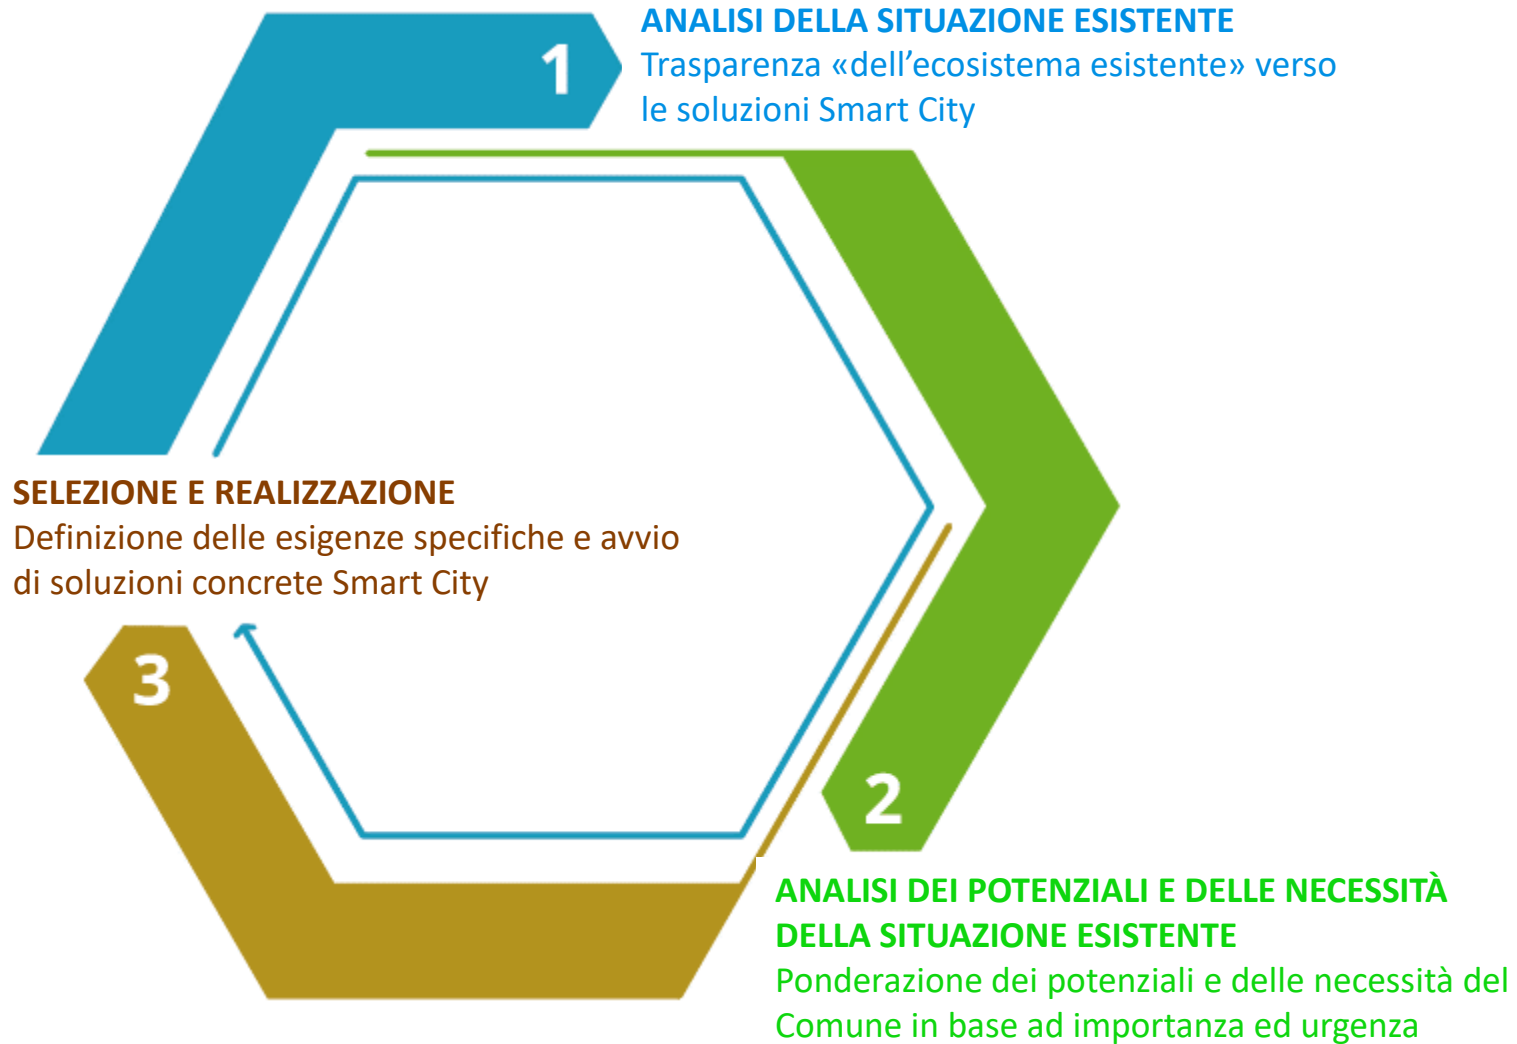 1
ANALISI DELLA SITUAZIONE ESISTENTE
Trasparenza «dell’ecosistema esistente» verso
le soluzioni Smart City
SELEZIONE E REALIZZAZIONE
Definizione delle esigenze specifiche e avvio
di soluzioni concrete Smart City
3
2
ANALISI DEI POTENZIALI E DELLE NECESSITÀ
DELLA SITUAZIONE ESISTENTE
Ponderazione dei potenziali e delle necessità del
Comune in base ad importanza ed urgenza